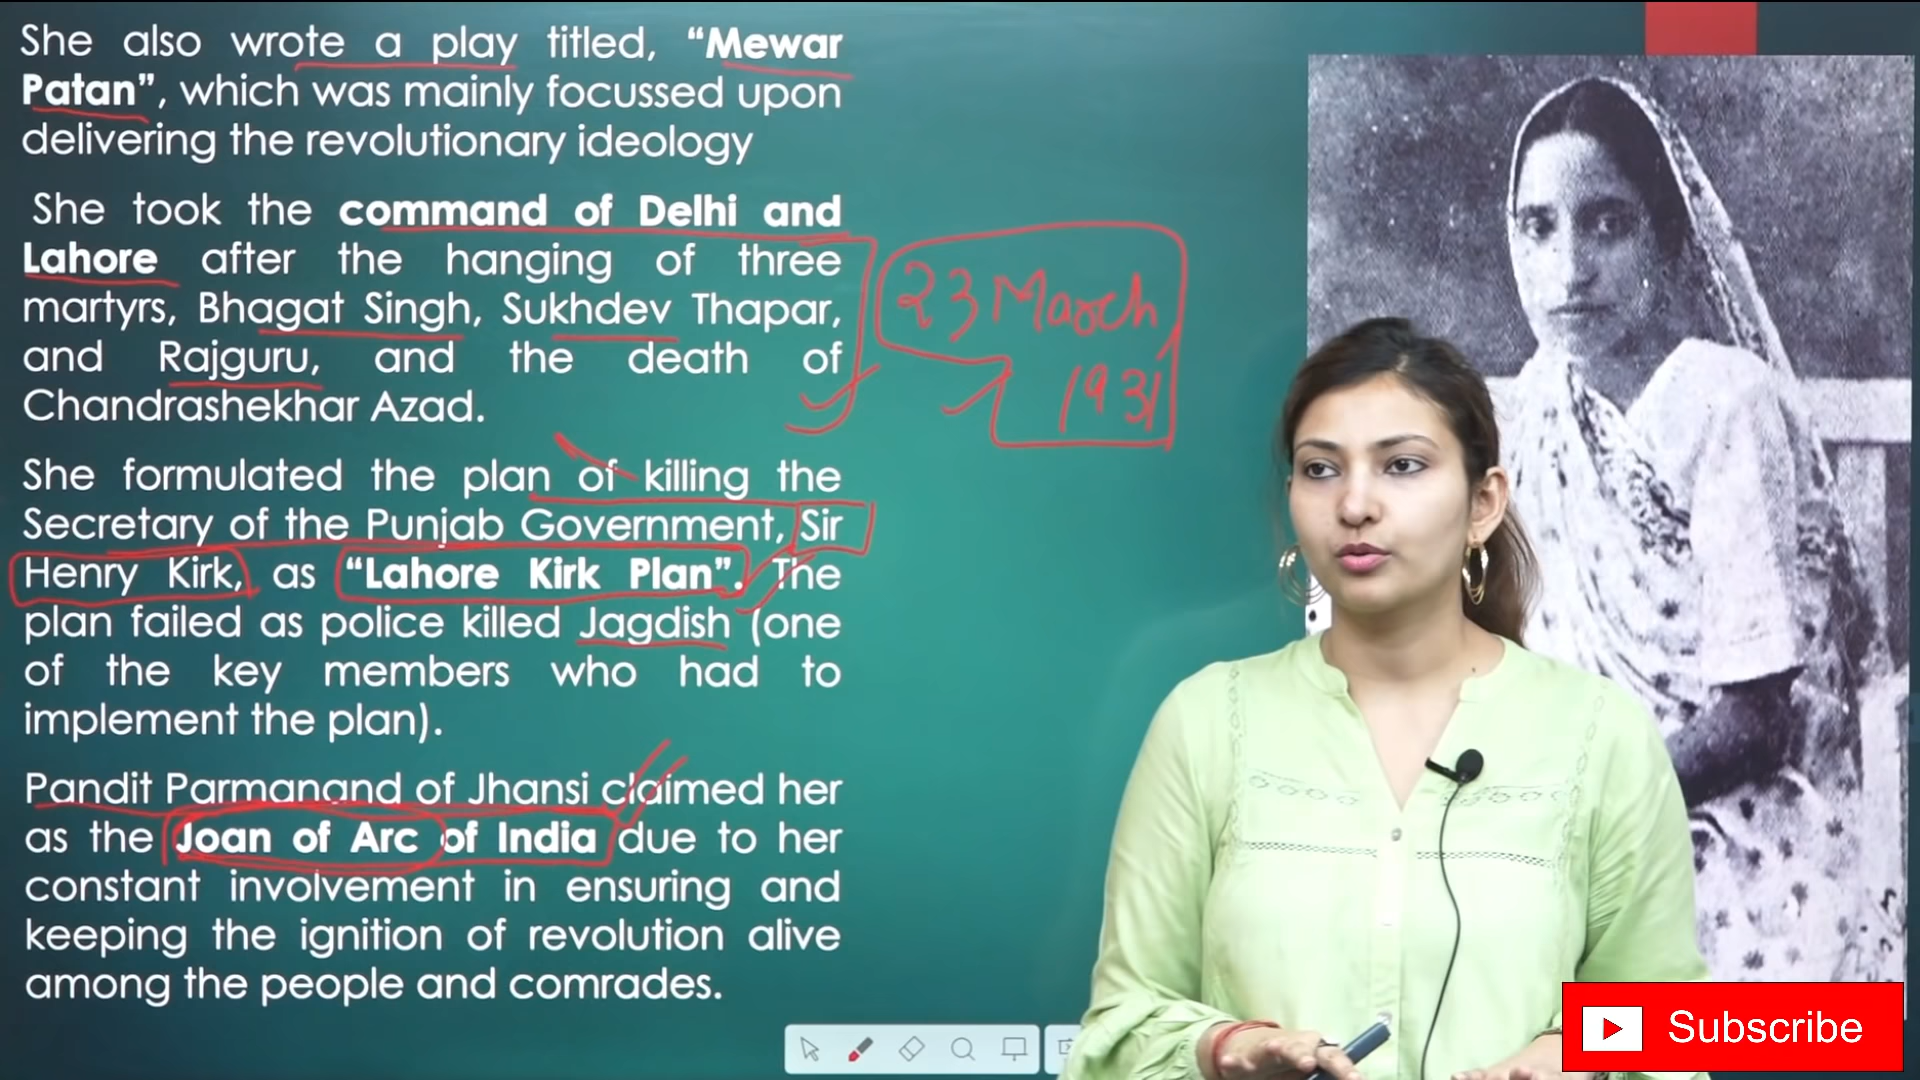 She also wrote a play titled, “Mewar
Patan”, which was mainly focussed upon
delivering the revolutionary ideology
She took the command of Delhi and
Lahore after the hanging of three
martyrs, Bhagat Singh, Sukhdev Thapar,
and Rajguru, and the death of
Chandrashekhar Azad.
She formulated the plan of killing the
Secretary of the Punjab Government, Sir
Henry Kirk, as “Lahore Kirk Plan”. The
plan failed as police killed Jagdish (one
of the key members who had to
implement the plan).
Pandit Parmanand of Jhansi claimed her
as the Joan of Arc of India due to her
constant involvement in ensuring and
keeping the ignition of revolution alive
among the people and comrades.
23 March
1931
Subscribe